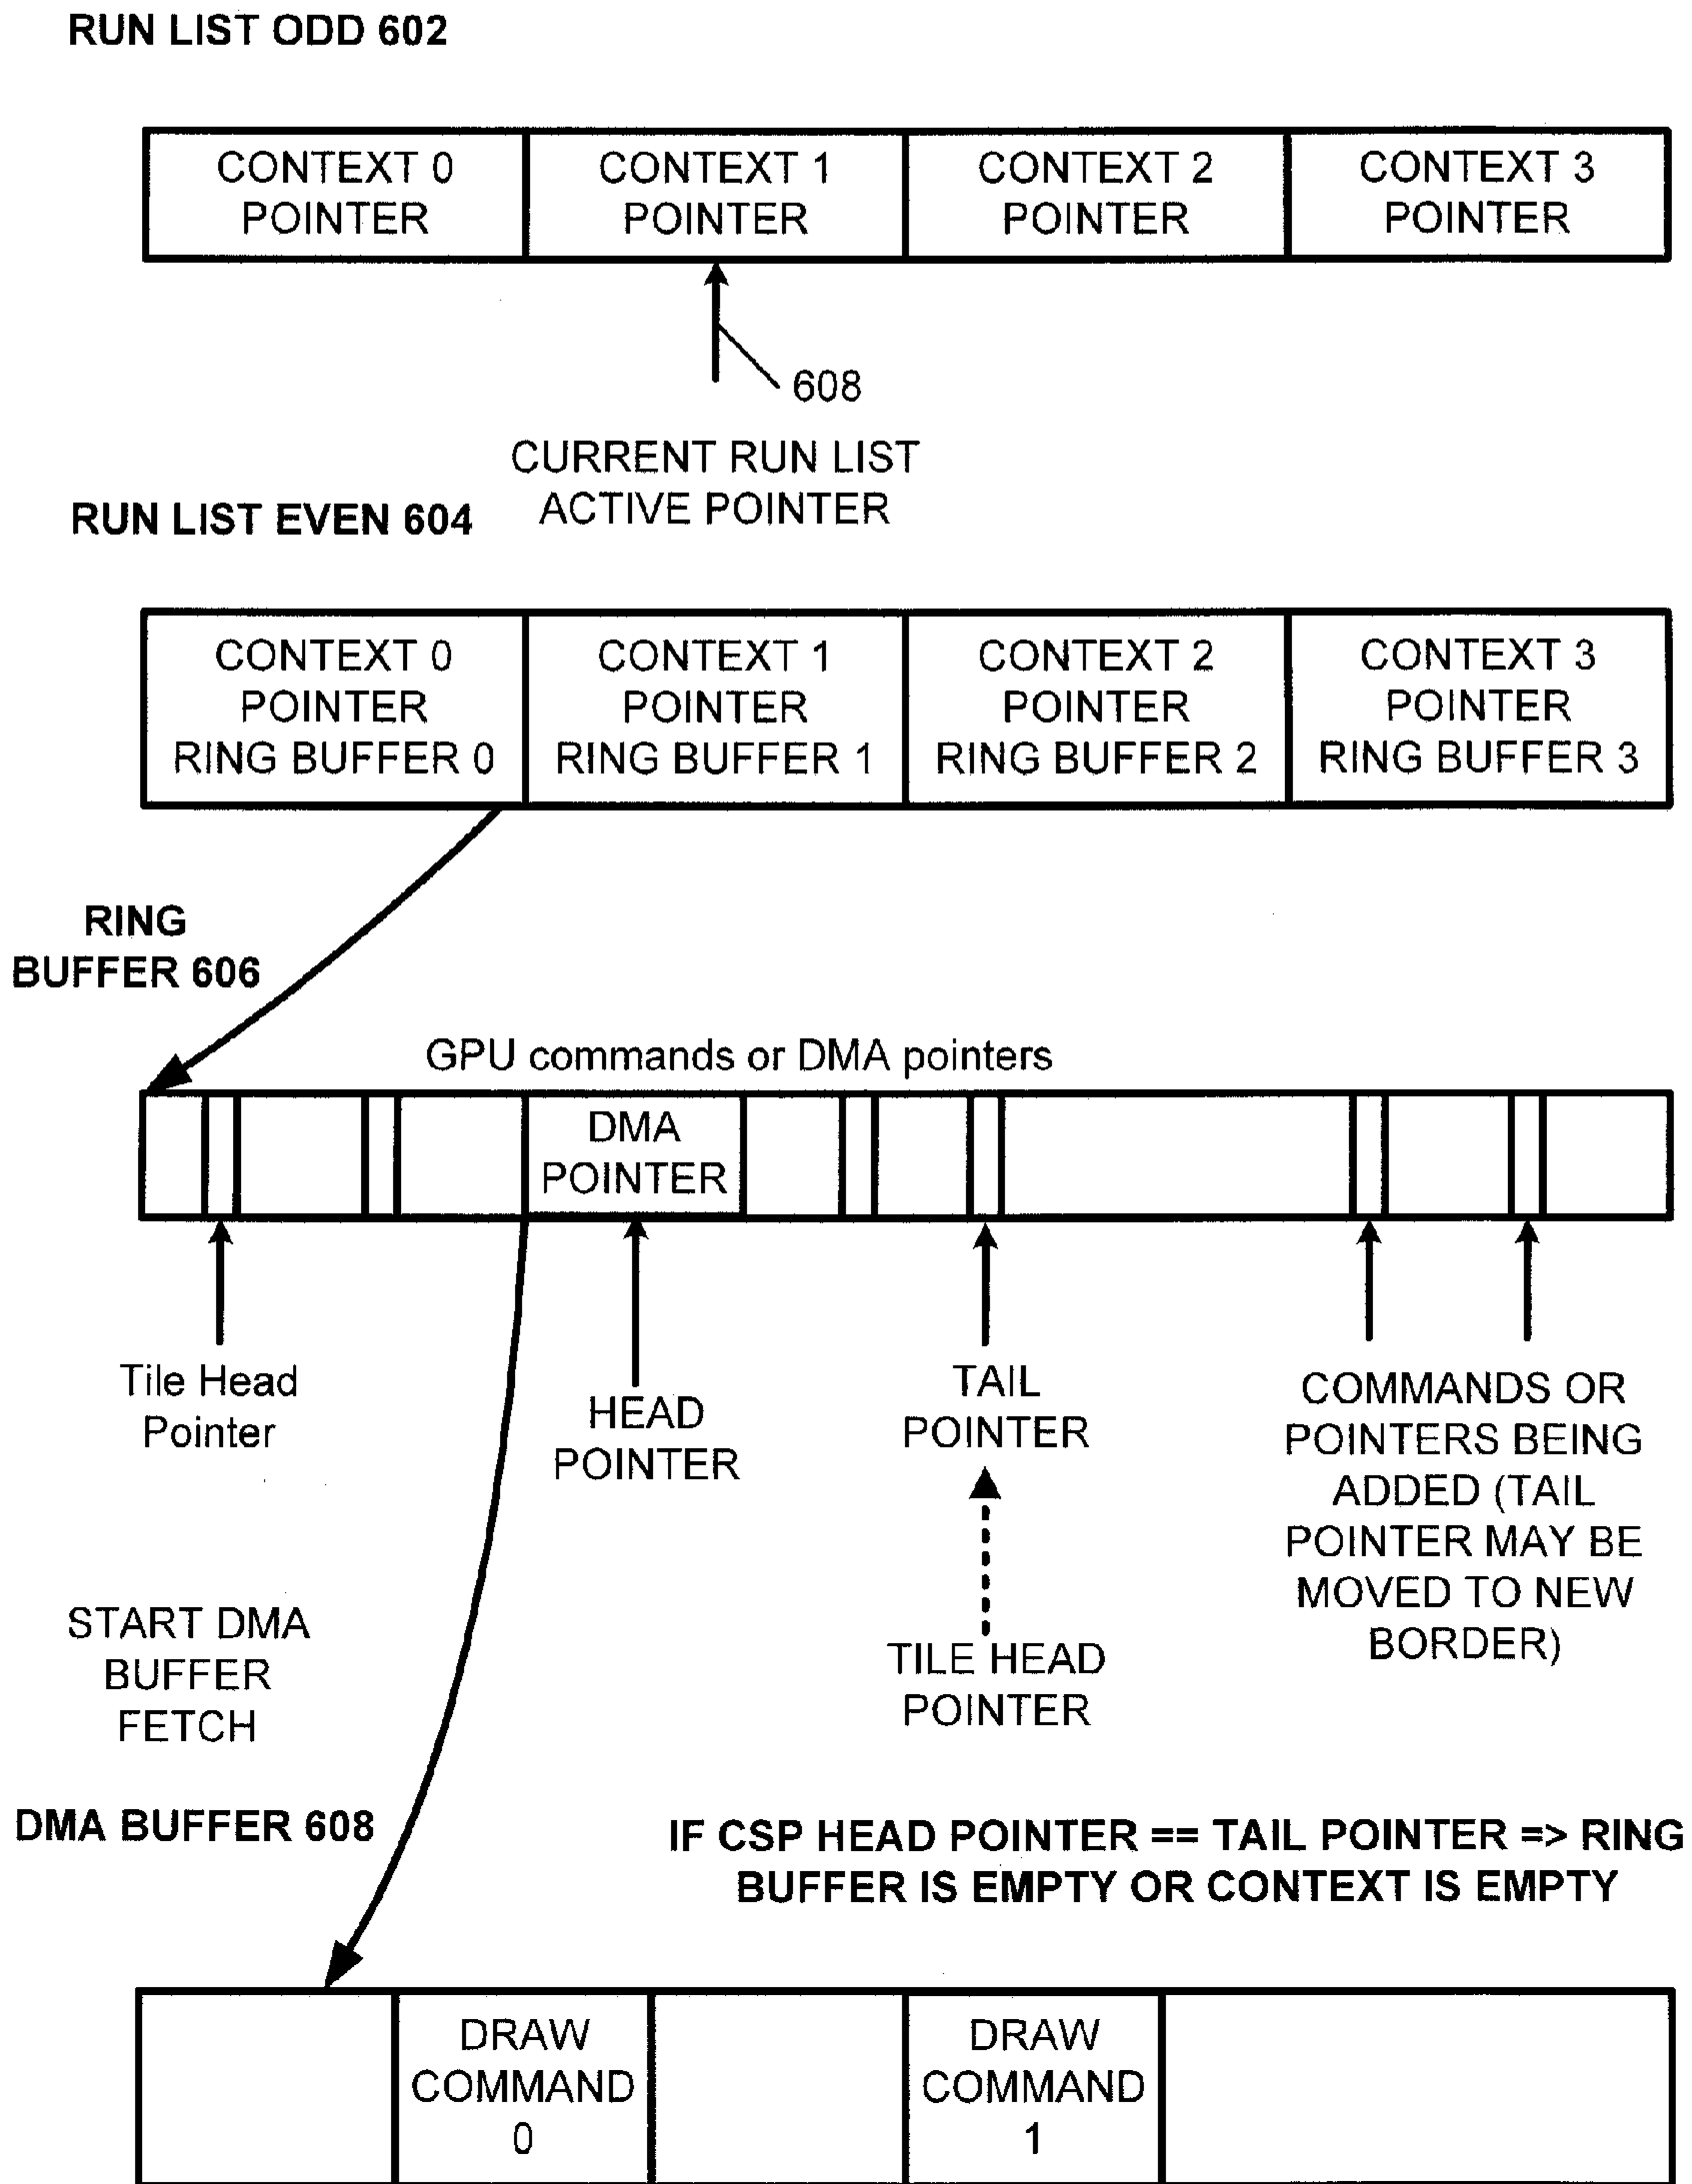 RUN LIST ODD 602
CONTEXT 0
POINTER
CONTEXT 1
POINTER
CONTEXT 2
POINTER
CONTEXT 3
POINTER
608
CURRENT RUN LIST
ACTIVE POINTER
RUN LIST EVEN 604
CONTEXT 0
POINTER
RING BUFFER 0
CONTEXT 1
POINTER
RING BUFFER 1
CONTEXT 2
POINTER
RING BUFFER 2
CONTEXT 3
POINTER
RING BUFFER 3
RING
BUFFER 606
GPU commands or DMA pointers
DMA
POINTER
Tile Head
Pointer
HEAD
POINTER
TAIL
POINTER
TILE HEAD
POINTER
COMMANDS OR
POINTERS BEING
ADDED (TAIL
POINTER MAY BE
MOVED TO NEW
BORDER)
START DMA
BUFFER
FETCH
DMA BUFFER 608
IF CSP HEAD POINTER == TAIL POINTER => RING
BUFFER IS EMPTY OR CONTEXT IS EMPTY
DRAW
COMMAND
0
DRAW
COMMAND
1